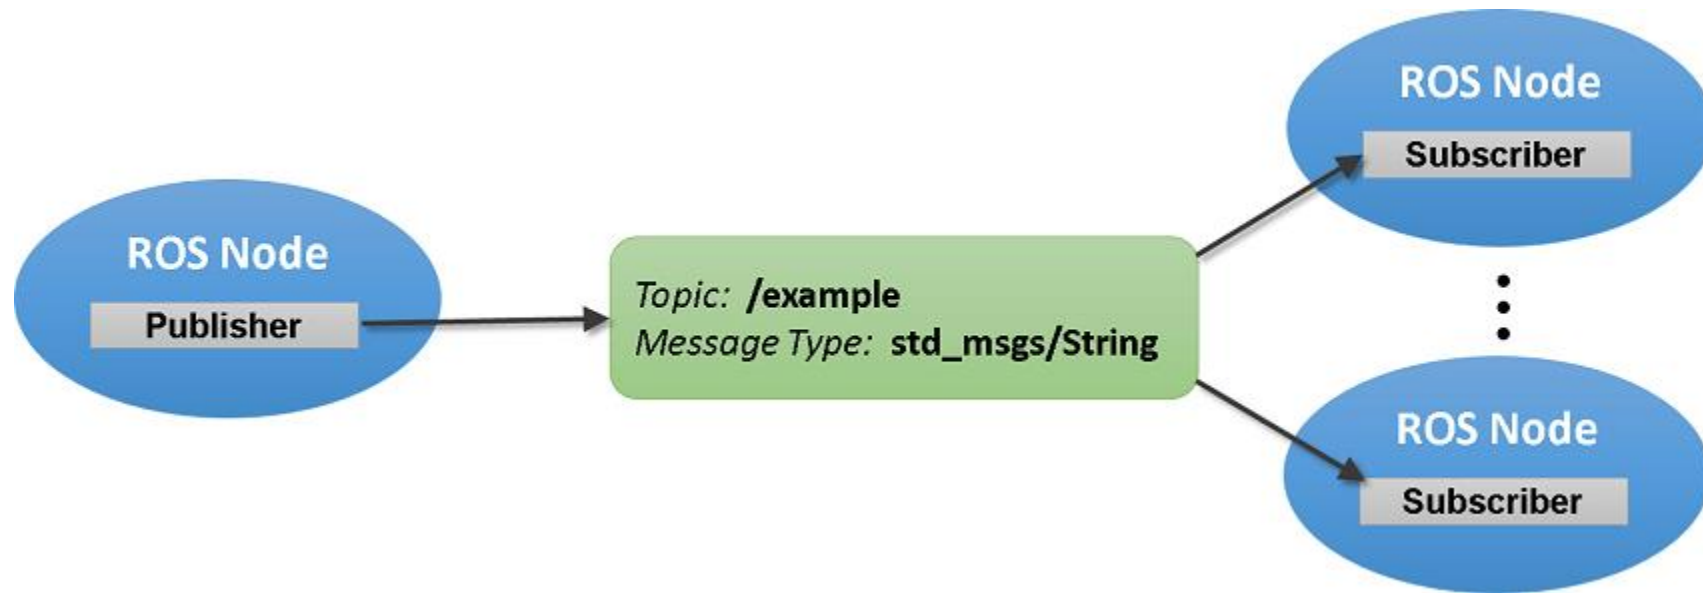 ROS Node
Publisher
Topic: /example
Message Type: std_msgs/String
ROS Node
Subscriber
ROS Node
Subscriber